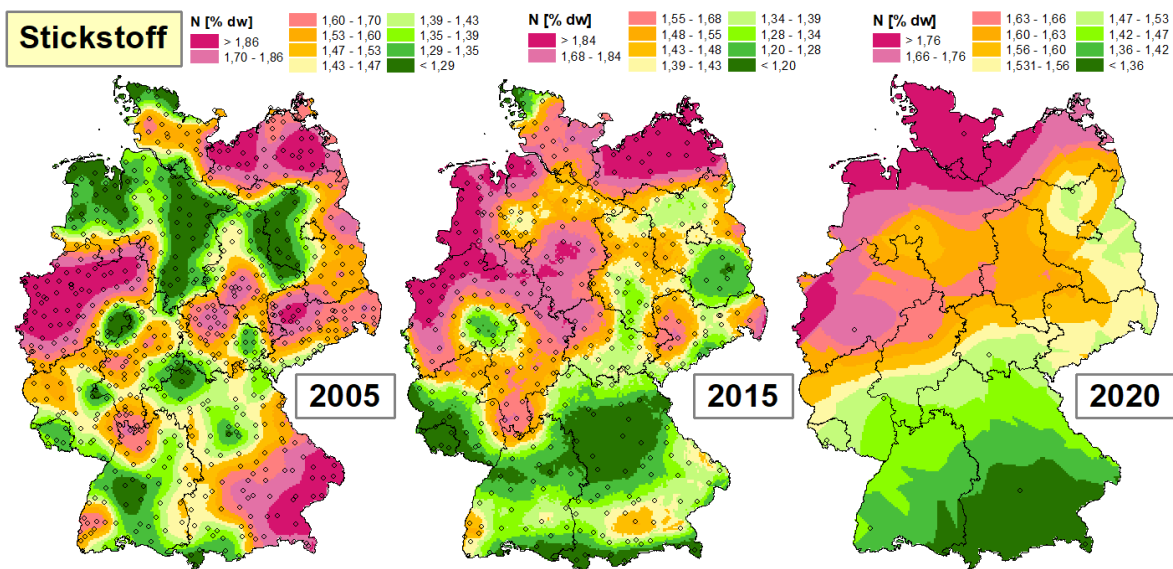 Stickstoff
N [% dw]
> 1,86
1,70 - 1,86
1,60 - 1,70
1,53 - 1,60
1,47 - 1,53
1,43 - 1,47
1,39 - 1,43
1,35 - 1,39
1,29 - 1,35
< 1,29
N [% dw]
> 1,84
1,68 - 1,84
1,55 - 1,68
1,48 - 1,55
1,43 - 1,48
1,39 - 1,43
1,34 - 1,39
1,28 - 1,34
1,20 - 1,28
< 1,20
N [% dw]
> 1,76
1,66 - 1,76
1,63 - 1,66
1,60 - 1,63
1,56 - 1,60
1,531 - 1,56
1,47 - 1,53
1,42 - 1,47
1,36 - 1,42
< 1,36
2005
2015
2020